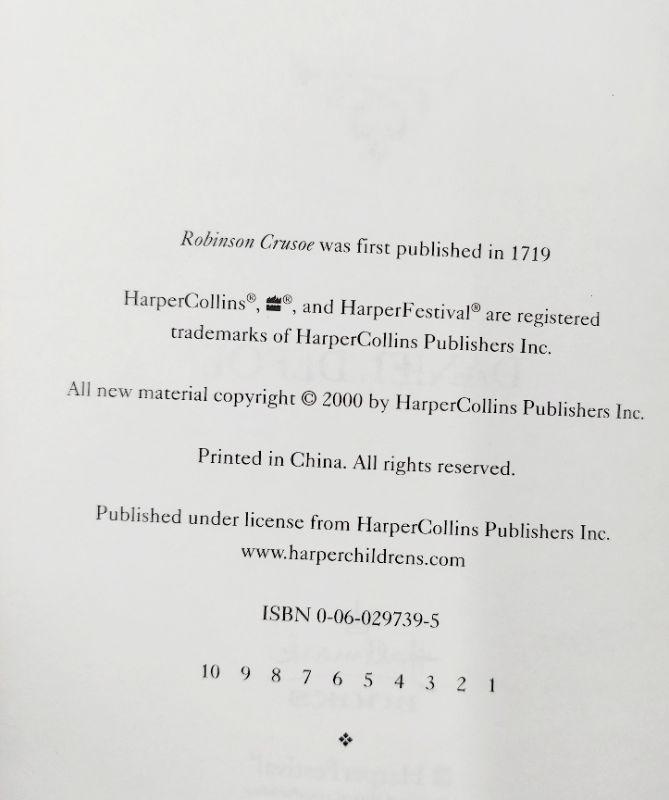 Robinson Crusoe was first published in 1719
HarperCollins®, ®, and HarperFestival® are registered
trademarks of HarperCollins Publishers Inc.
All new material copyright © 2000 by HarperCollins Publishers Inc.
Printed in China. All rights reserved.
Published under license from HarperCollins Publishers Inc.
www.harperchildrens.com
ISBN 0-06-029739-5
10 9 8 7 6 5 4 3 2 1